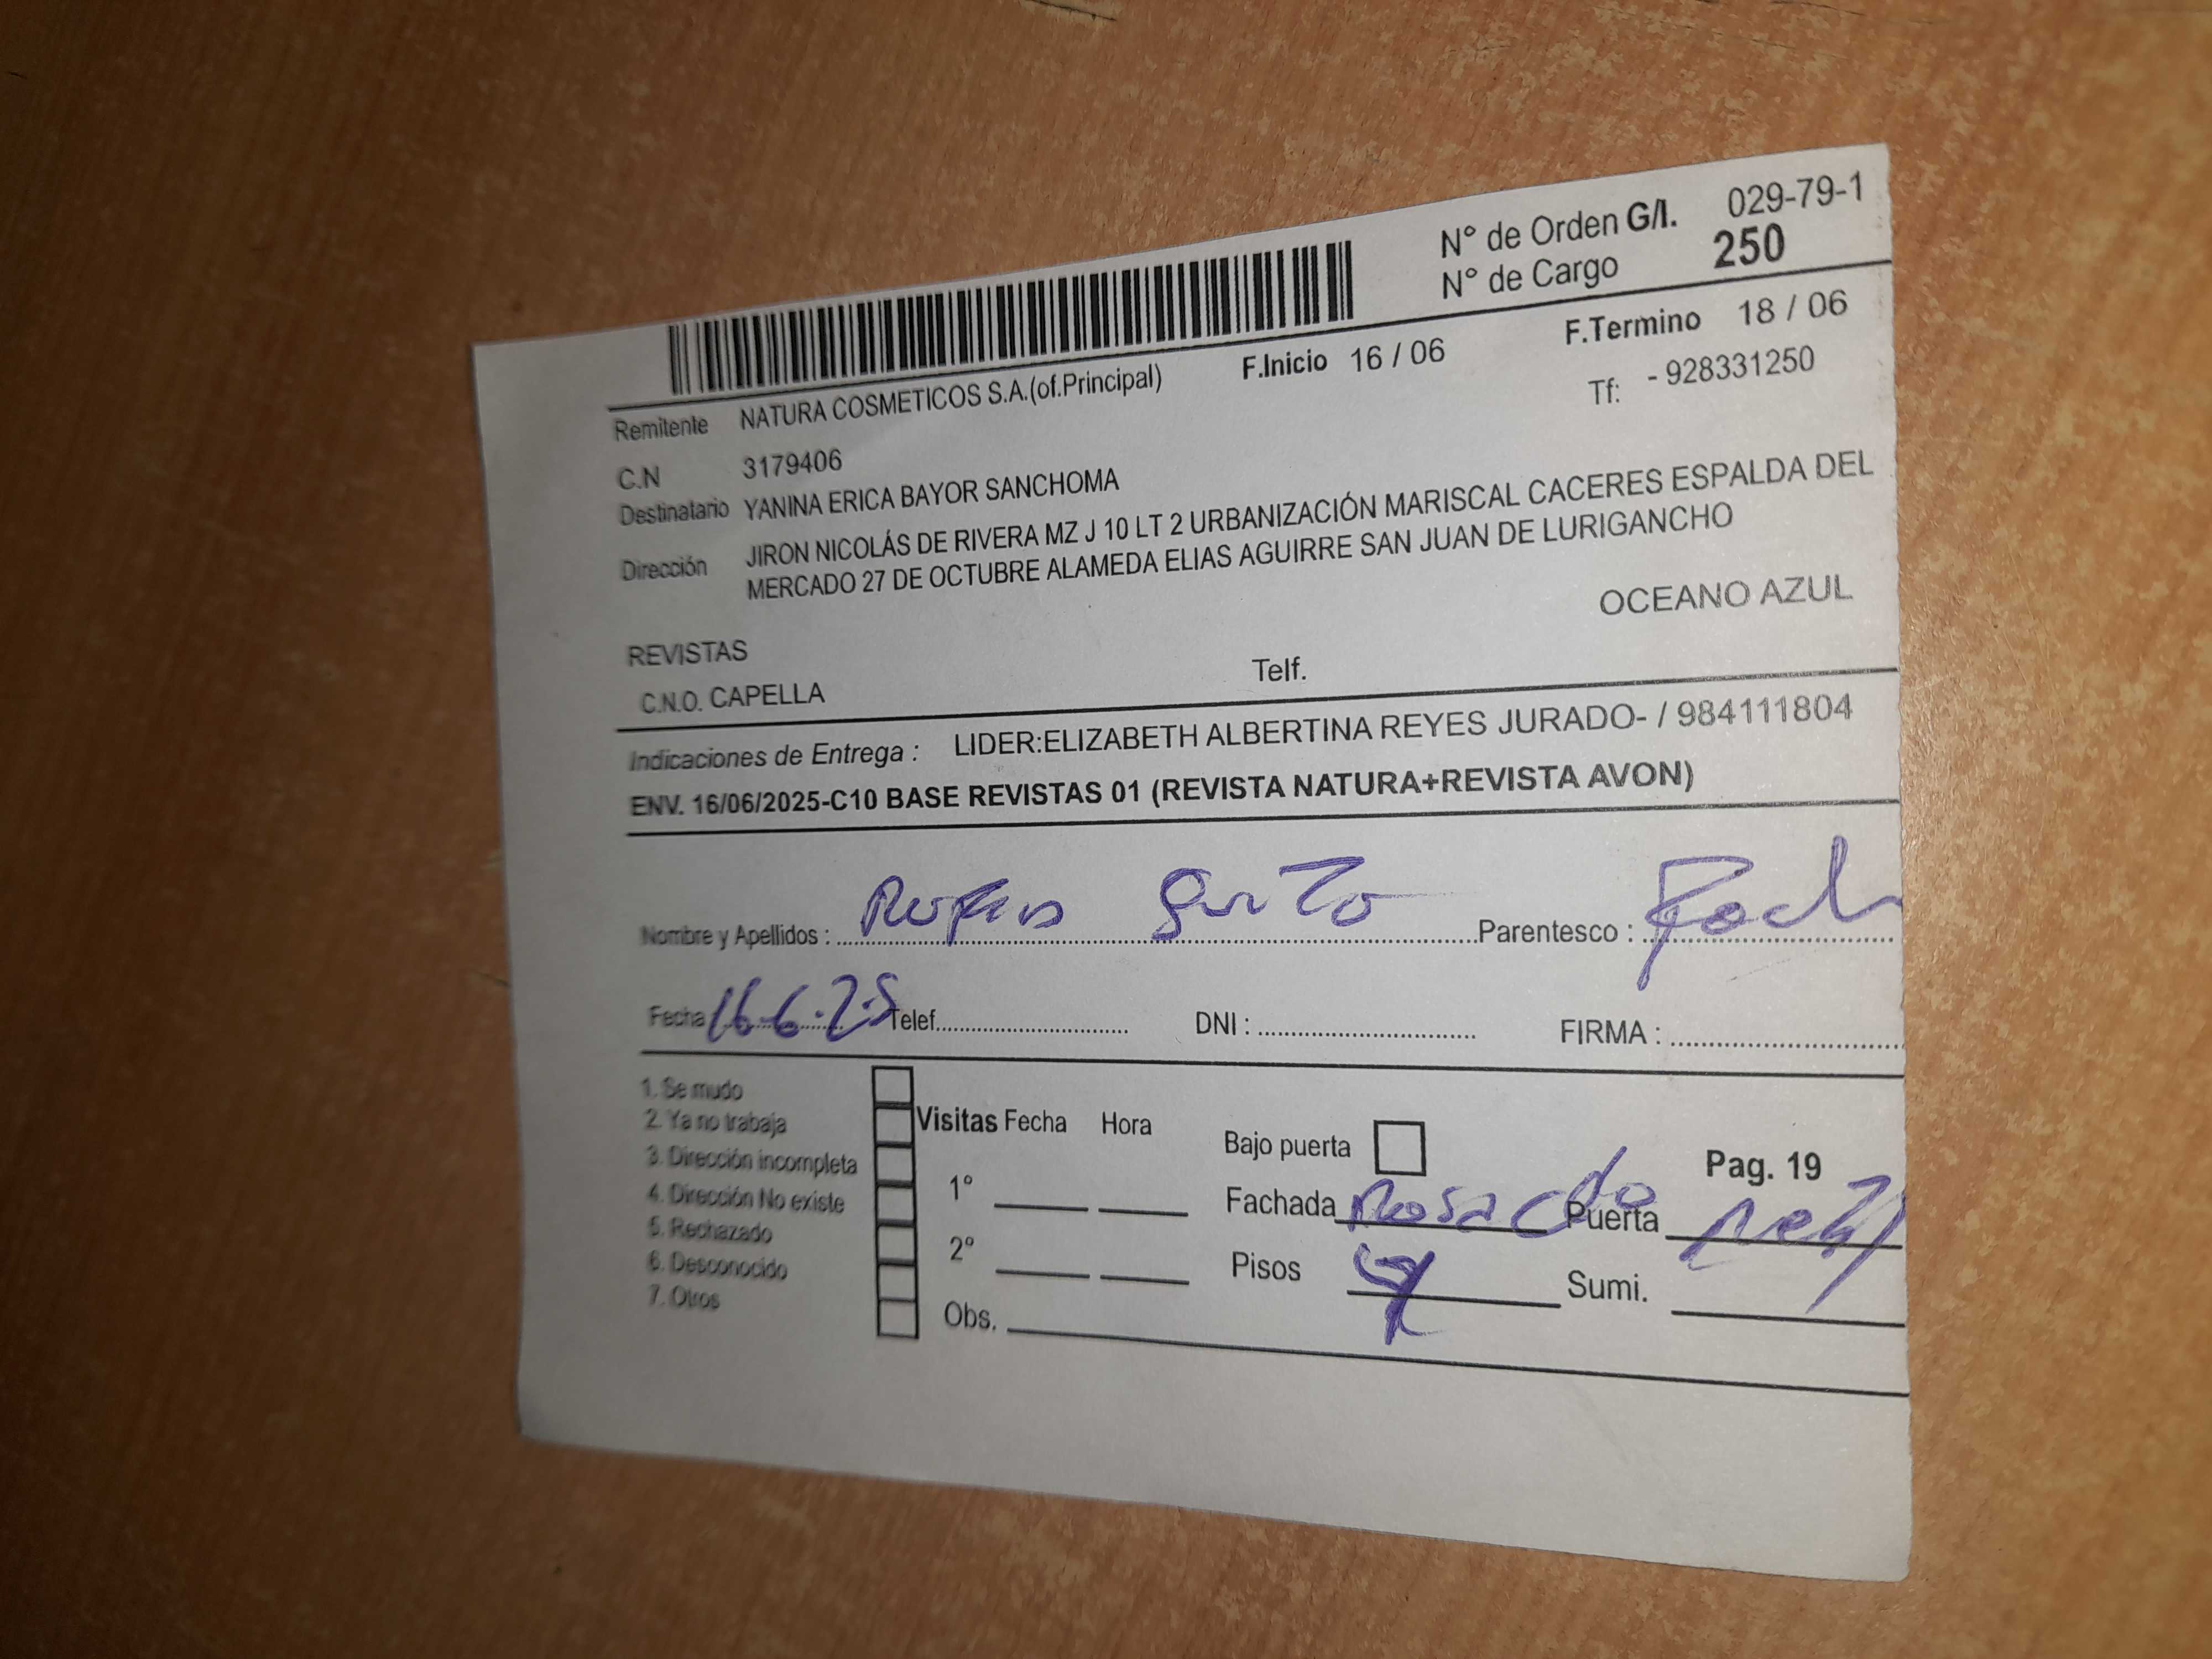 N° de Orden G/I. 029-79-1
N° de Cargo 250
F.Inicio 16 / 06 F.Termino 18 / 06
Remitente NATURA COSMETICOS S.A.(of.Principal) Tf: - 928331250
C.N 3179406
Destinatario YANINA ERICA BAYOR SANCHOMA
Dirección JIRON NICOLÁS DE RIVERA MZ J 10 LT 2 URBANIZACIÓN MARISCAL CACERES ESPALDA DEL
MERCADO 27 DE OCTUBRE ALAMEDA ELIAS AGUIRRE SAN JUAN DE LURIGANCHO
OCEANO AZUL
REVISTAS
C.N.O. CAPELLA Telf.
Indicaciones de Entrega : LIDER:ELIZABETH ALBERTINA REYES JURADO- / 984111804
ENV. 16/06/2025-C10 BASE REVISTAS 01 (REVISTA NATURA+REVISTA AVON)
Nombre y Apellidos : Parentesco :
Fecha 16.6.25 Telef. DNI : FIRMA :
1. Se mudo
2. Ya no trabaja
3. Dirección incompleta
4. Dirección No existe
5. Rechazado
6. Desconocido
7. Otros
Visitas Fecha Hora
1°
2°
Obs.
Bajo puerta Pag. 19
Fachada Rosado Puerta
Pisos Sumi.